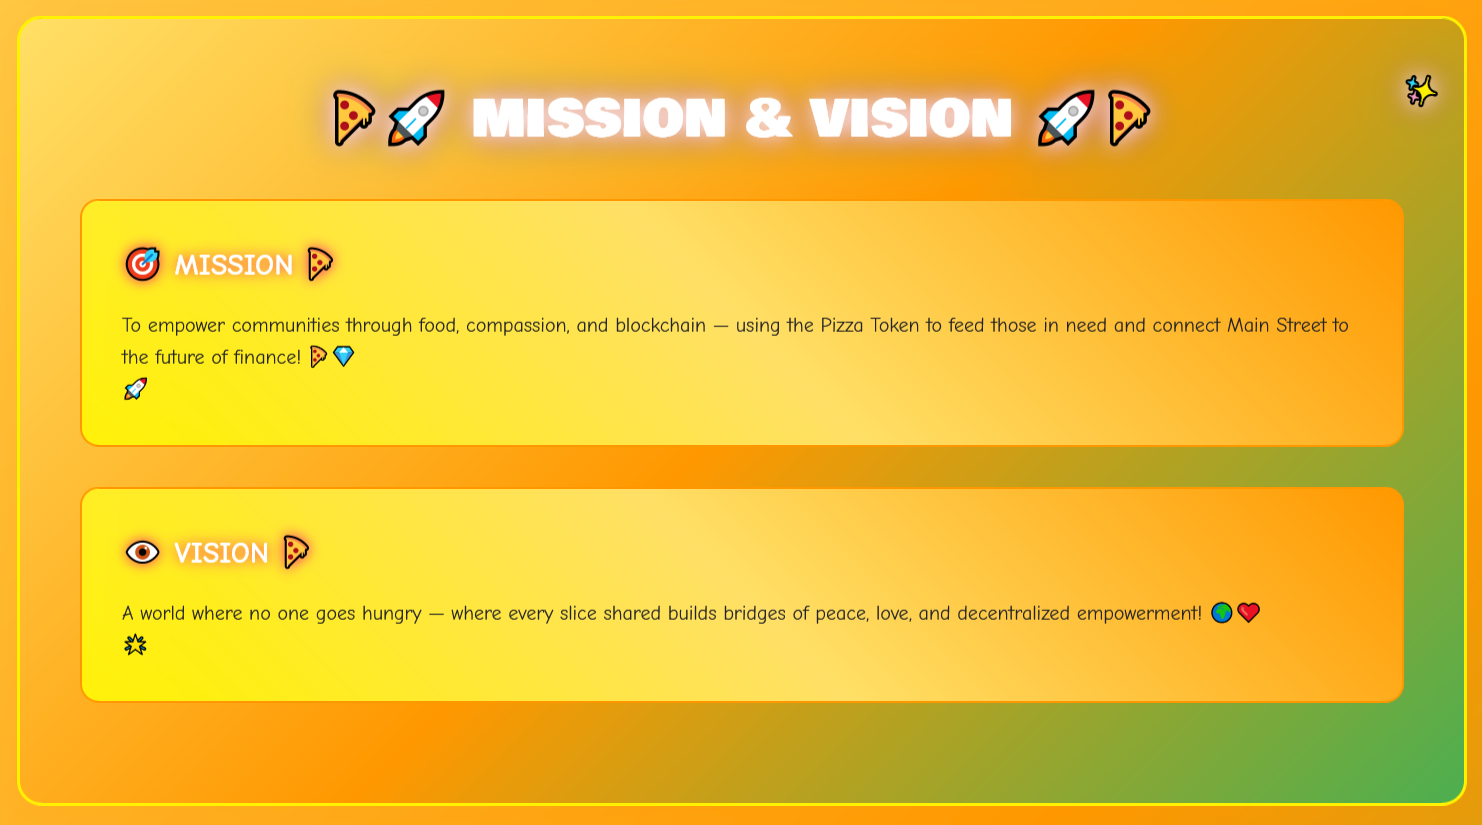 🍕🚀 MISSION & VISION 🚀🍕
✨
🎯 MISSION 🍕
To empower communities through food, compassion, and blockchain — using the Pizza Token to feed those in need and connect Main Street to
the future of finance! 🍕💎
🚀
👁️ VISION 🍕
A world where no one goes hungry — where every slice shared builds bridges of peace, love, and decentralized empowerment! 🌍❤️
🌟